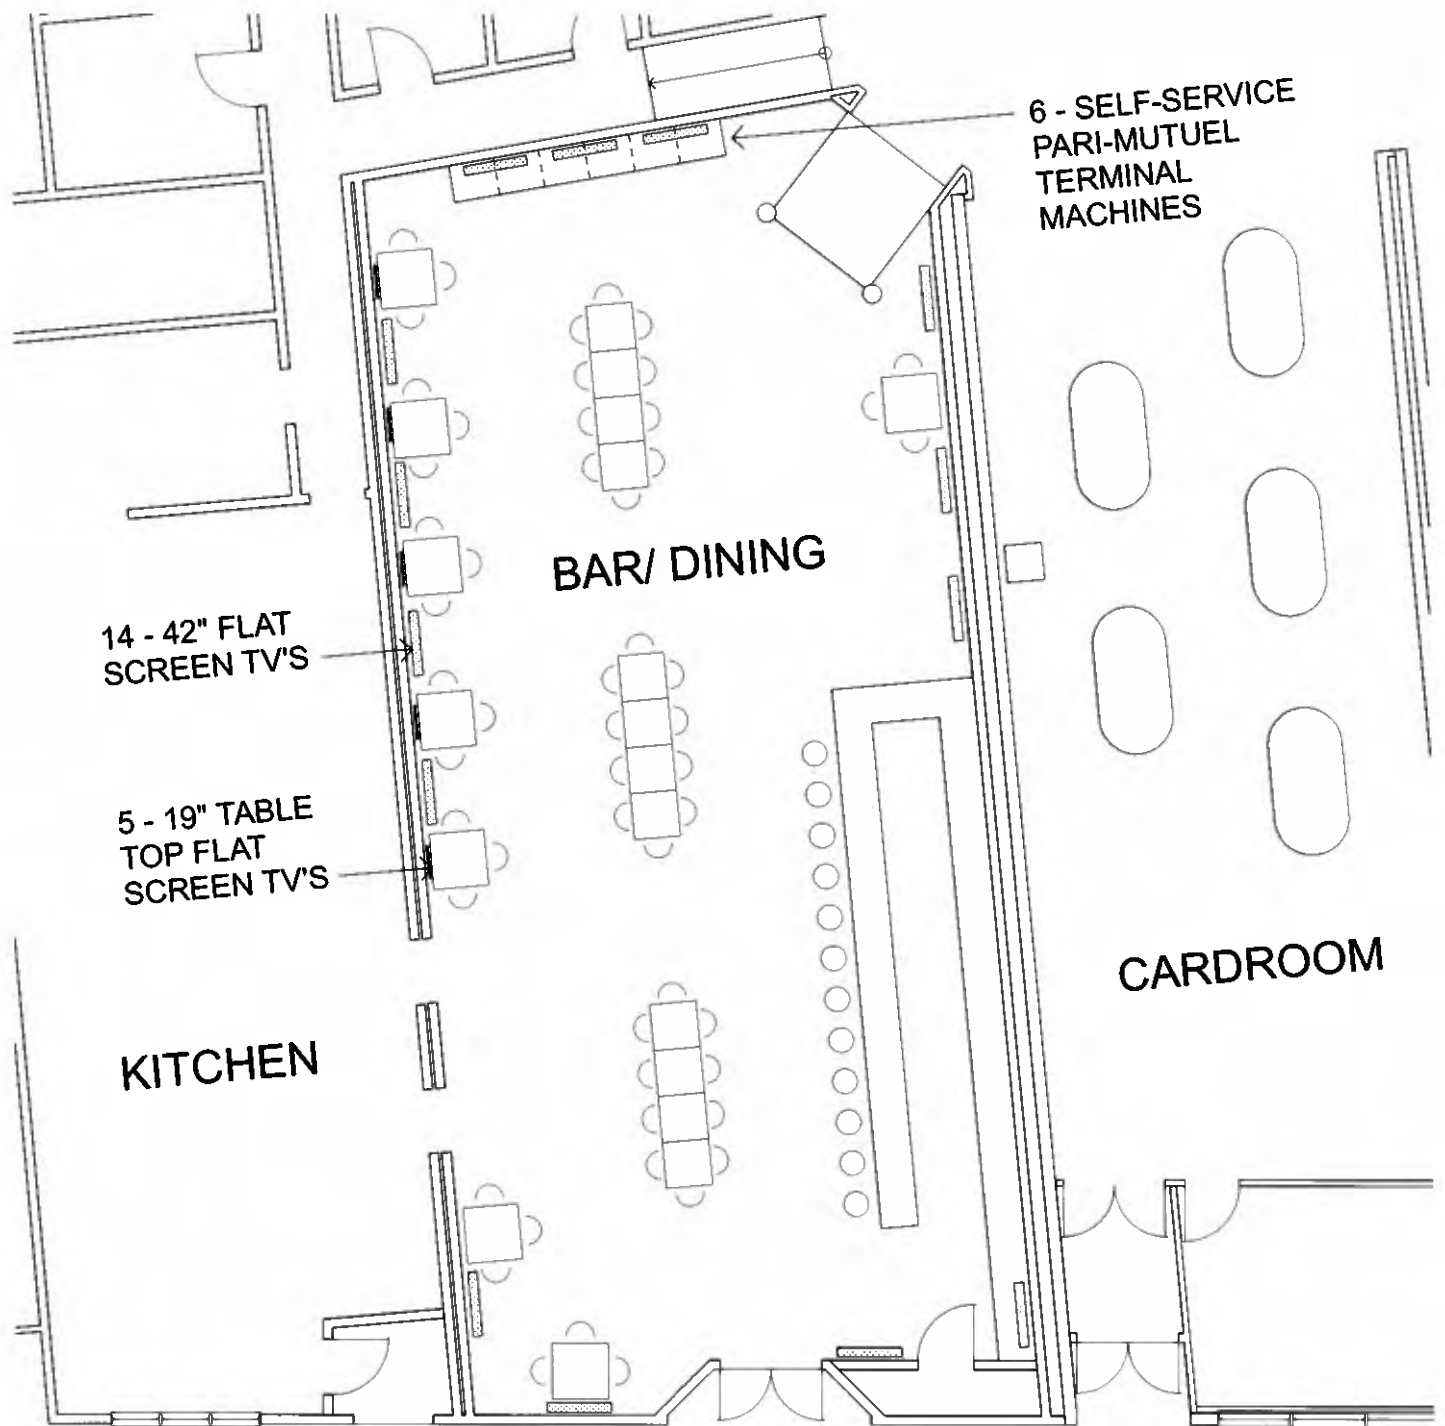 6 - SELF-SERVICE
PARI-MUTUEL
TERMINAL
MACHINES
BAR/ DINING
14 - 42" FLAT
SCREEN TV'S
5 - 19" TABLE
TOP FLAT
SCREEN TV'S
CARDROOM
KITCHEN